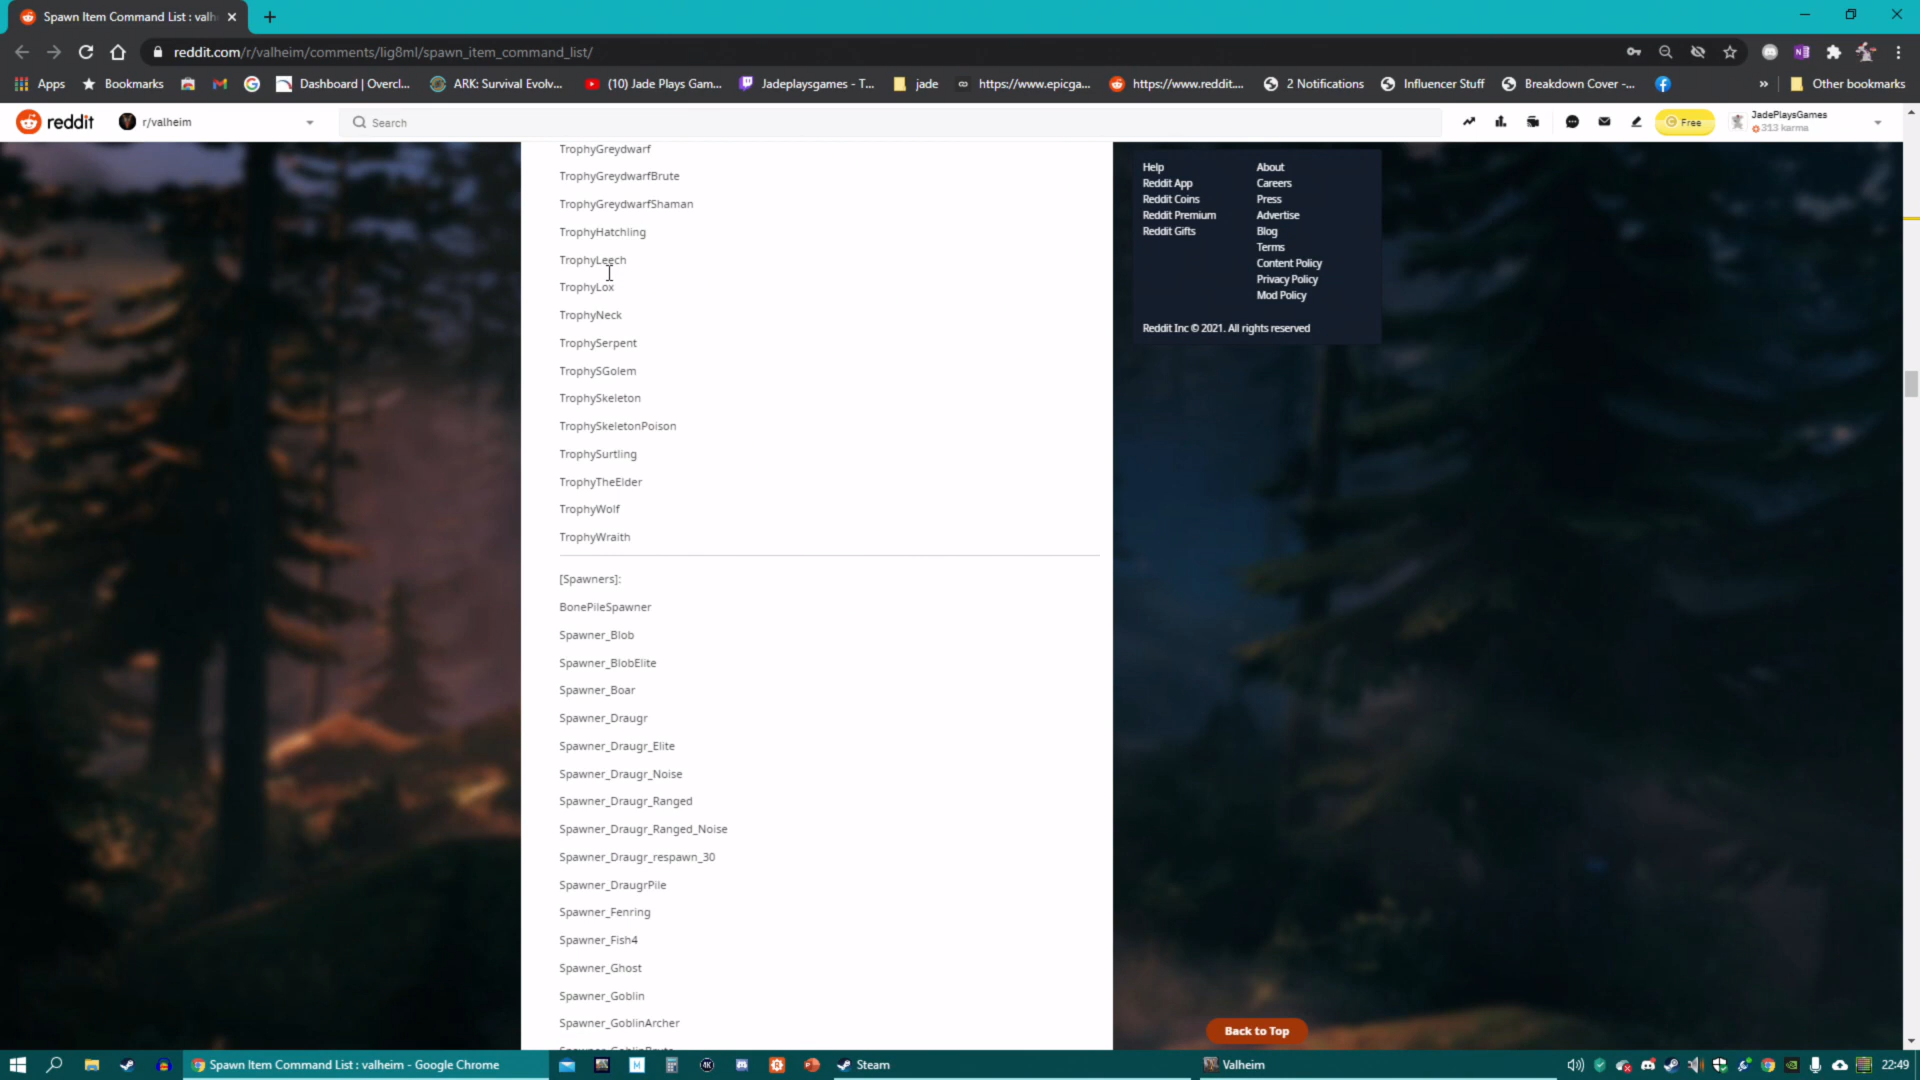 Spawn Item Command List : valh
reddit.com/r/valheim/comments/lig8ml/spawn_item_command_list/
Apps Bookmarks Dashboard | Overcl... ARK: Survival Evolv... (10) Jade Plays Gam... Jadeplaysgames - T... jade https://www.epicga... https://www.reddit.... 2 Notifications Influencer Stuff Breakdown Cover -... » Other bookmarks
reddit r/valheim Search Free JadePlaysGames
313 karma
TrophyGreydwarf
TrophyGreydwarfBrute
TrophyGreydwarfShaman
TrophyHatchling
TrophyLeech
TrophyLox
TrophyNeck
TrophySerpent
TrophySGolem
TrophySkeleton
TrophySkeletonPoison
TrophySurtling
TrophyTheElder
TrophyWolf
TrophyWraith
[Spawners]:
BonePileSpawner
Spawner_Blob
Spawner_BlobElite
Spawner_Boar
Spawner_Draugr
Spawner_Draugr_Elite
Spawner_Draugr_Noise
Spawner_Draugr_Ranged
Spawner_Draugr_Ranged_Noise
Spawner_Draugr_respawn_30
Spawner_DraugrPile
Spawner_Fenring
Spawner_Fish4
Spawner_Ghost
Spawner_Goblin
Spawner_GoblinArcher
Help About
Reddit App Careers
Reddit Coins Press
Reddit Premium Advertise
Reddit Gifts Blog
Terms
Content Policy
Privacy Policy
Mod Policy
Reddit Inc © 2021. All rights reserved
Back to Top
Spawn Item Command List : valheim - Google Chrome Steam Valheim 22:49